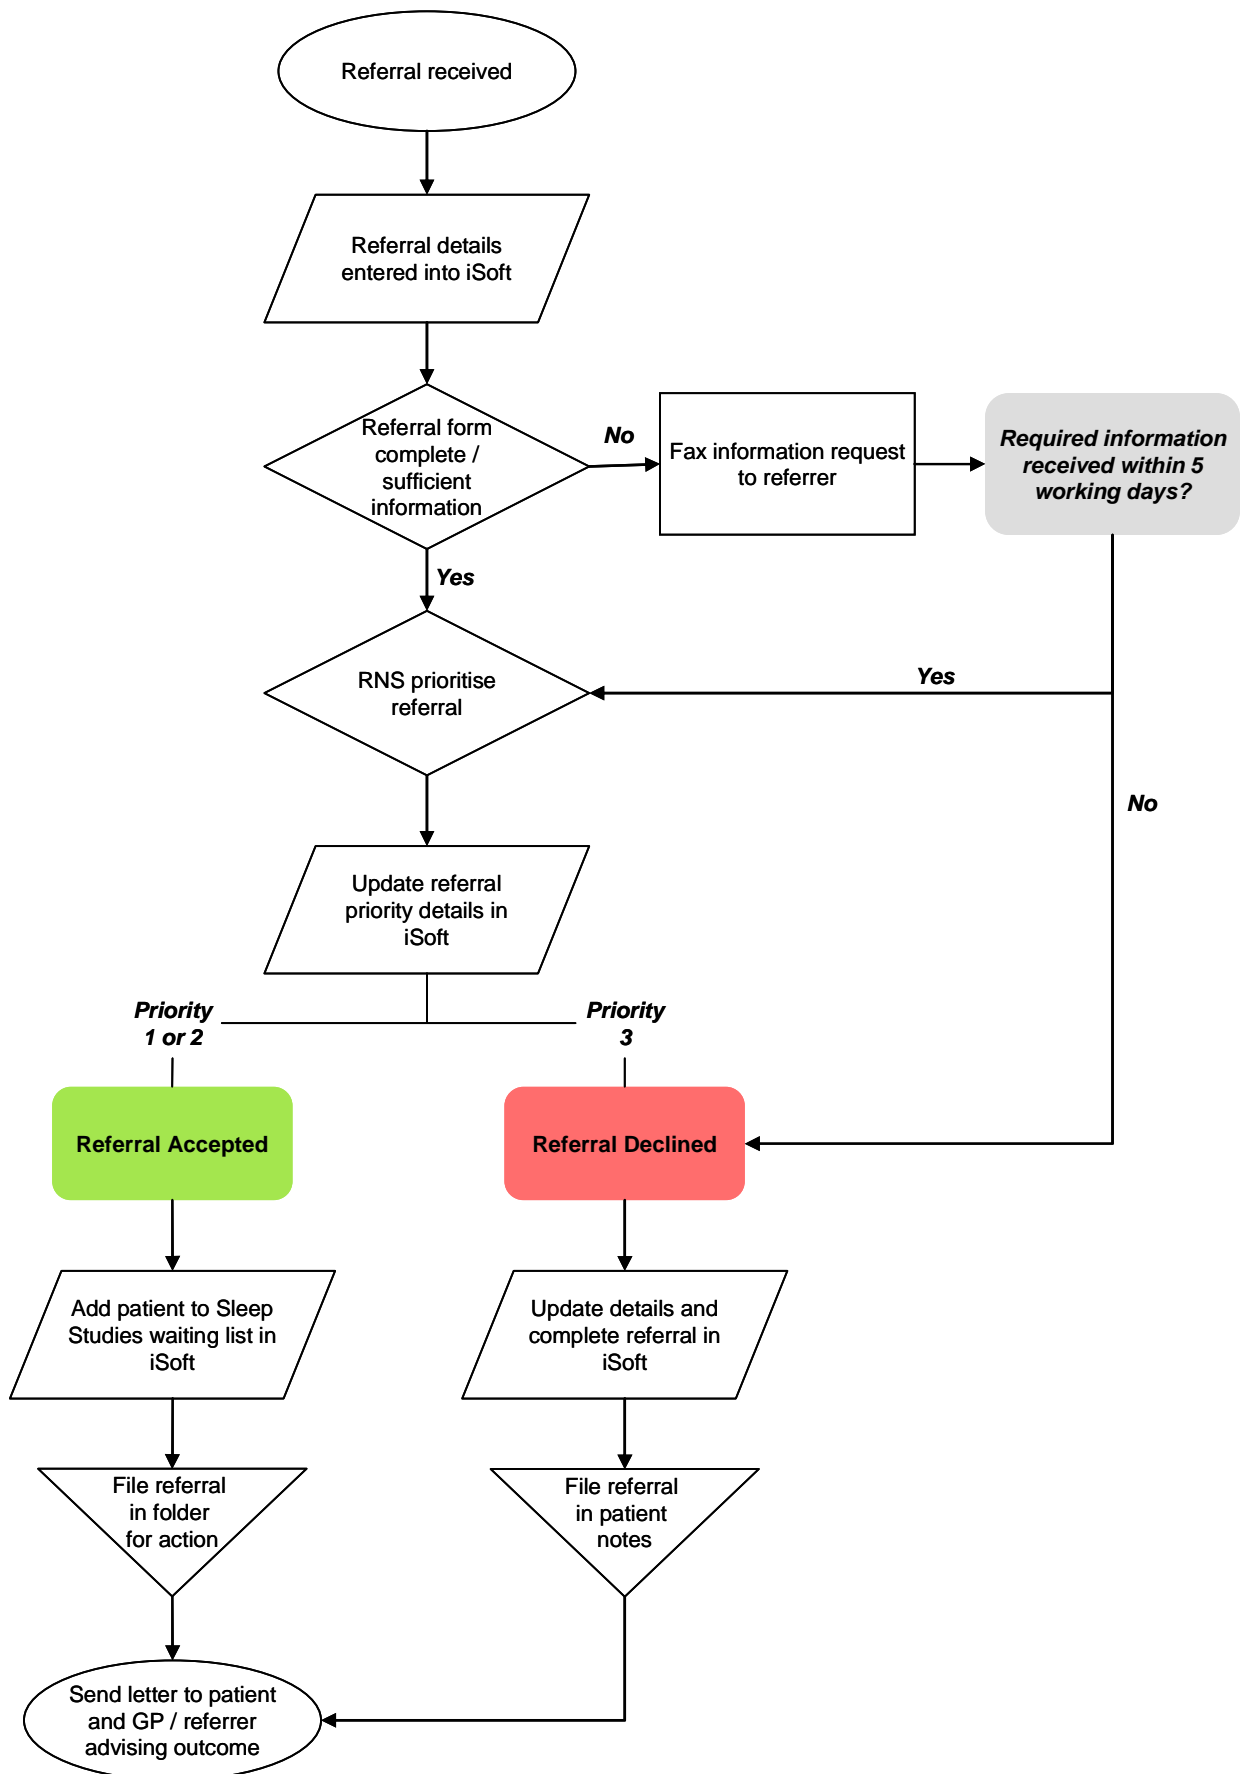 Referral received
Referral details
entered into iSoft
Referral form
complete /
sufficient
information
No
Fax information request
to referrer
Required information
received within 5
working days?
Yes
RNS prioritise
referral
Yes
No
Update referral
priority details in
iSoft
Priority
1 or 2
Priority
3
Referral Accepted
Referral Declined
Add patient to Sleep
Studies waiting list in
iSoft
Update details and
complete referral in
iSoft
File referral
in folder
for action
File referral
in patient
notes
Send letter to patient
and GP / referrer
advising outcome